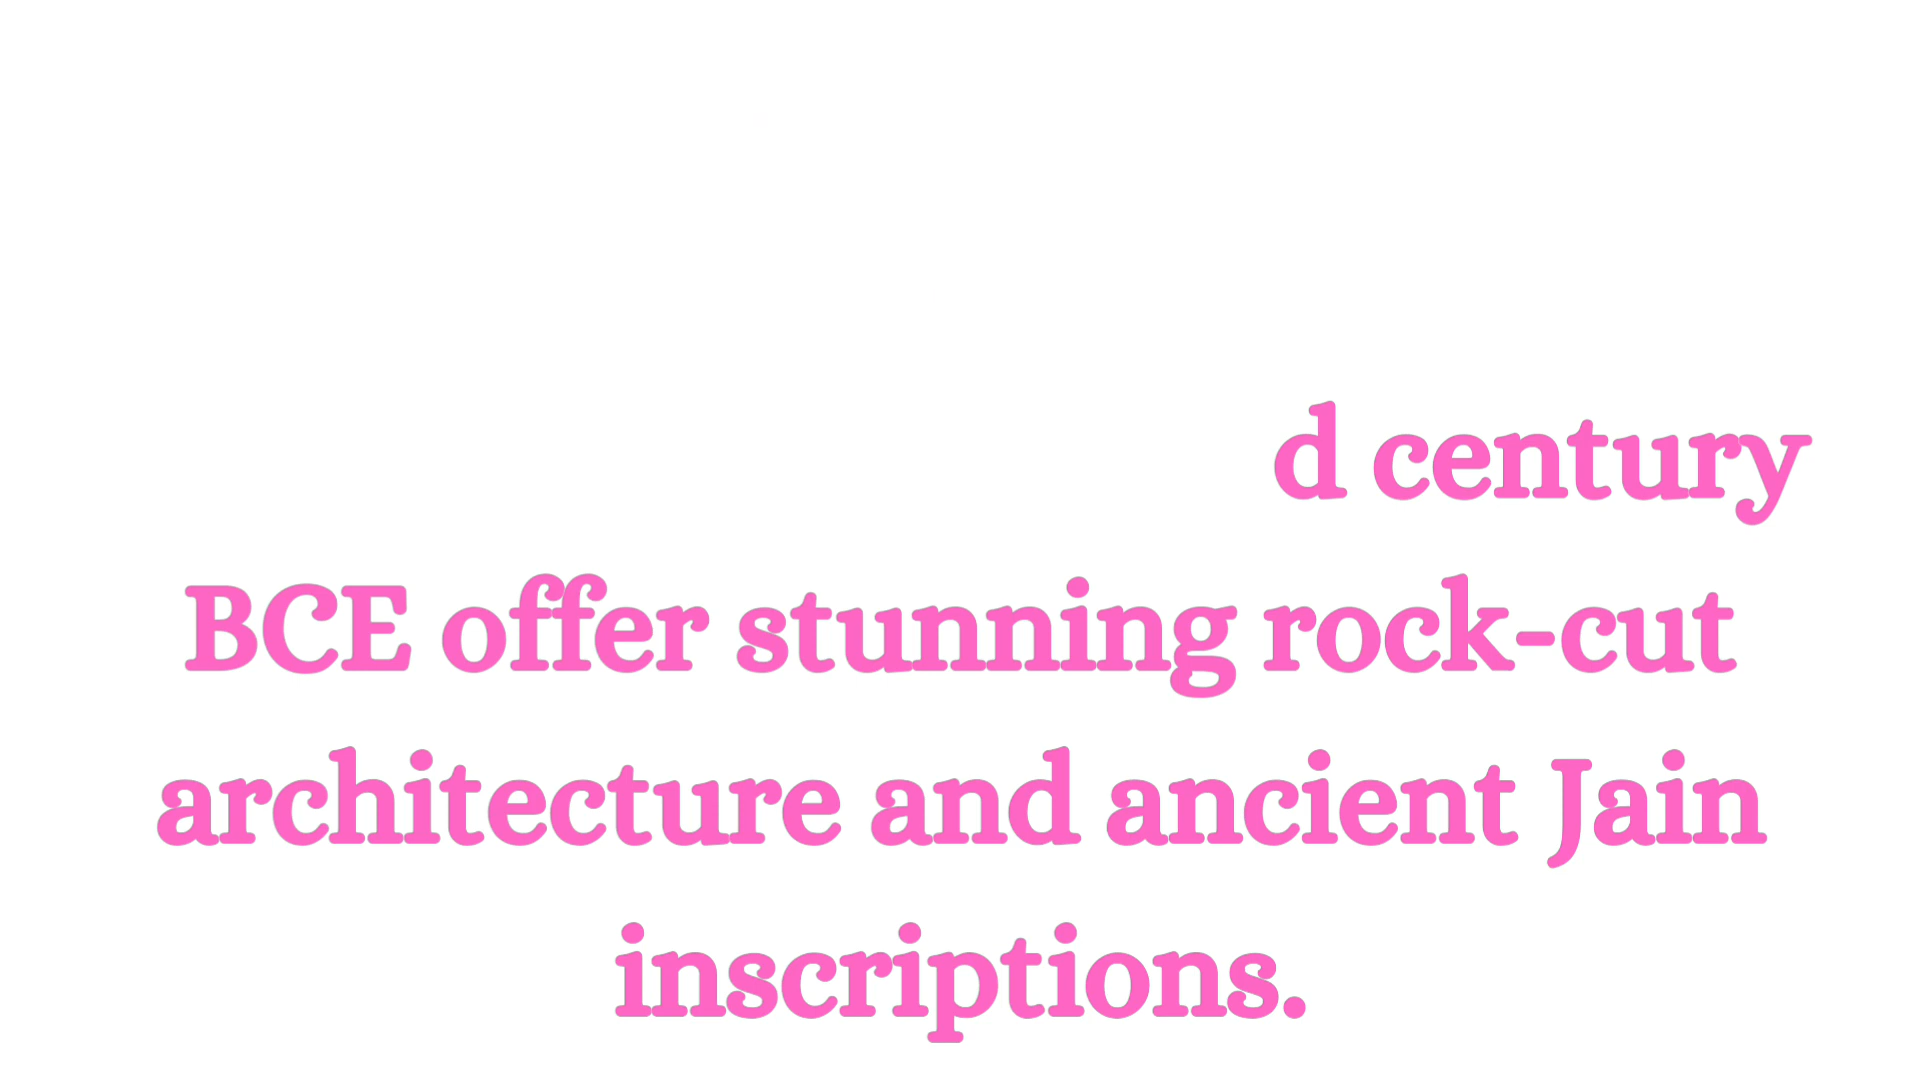 d century
BCE offer stunning rock-cut
architecture and ancient Jain
inscriptions.